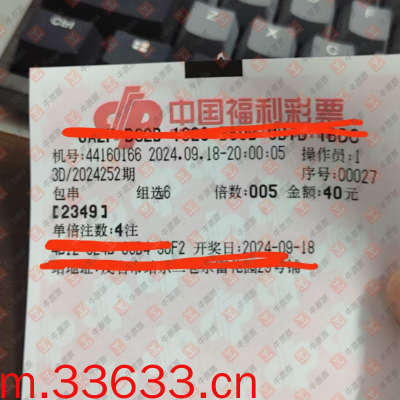 中国福利彩票
机号:44160166 2024.09.18-20:00:05 操作员:1
3D/2024252期 序号:00027
包串 组选6 倍数:005 金额:40元
[2349]
单倍注数:4注
开奖日:2024-09-18
m.33633.cn